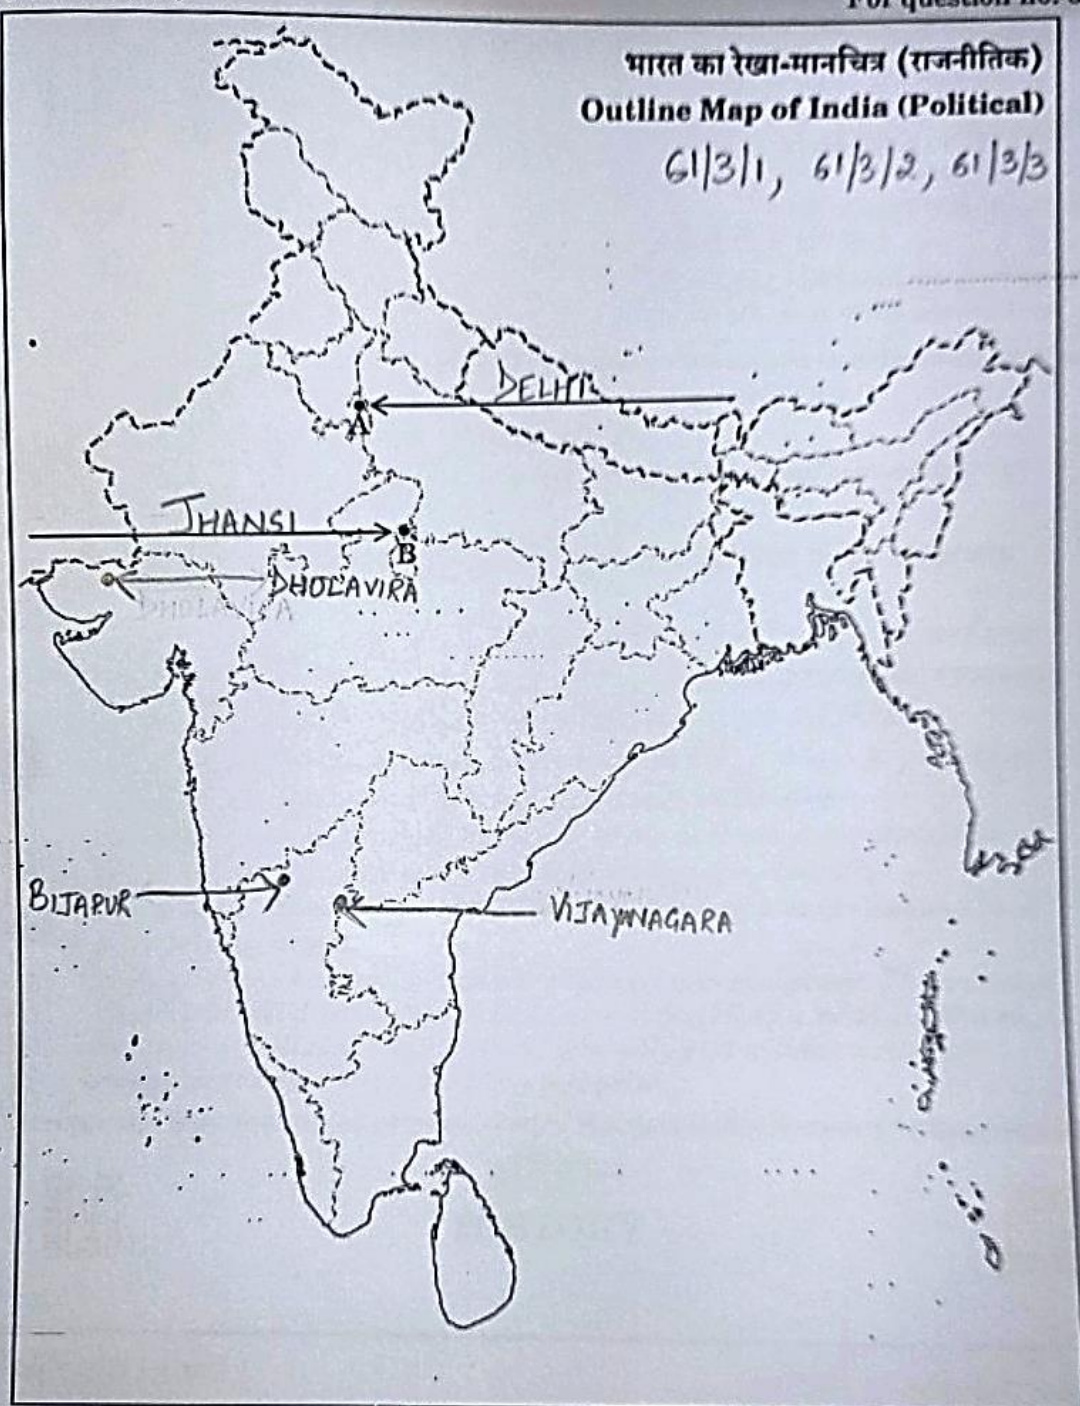 भारत का रेखा-मानचित्र (राजनीतिक)
Outline Map of India (Political)
61/3/1, 61/3/2, 61/3/3
DELHI
A
JHANSI
B
DHOLAVIRA
BIJAPUR
VIJAYANAGARA